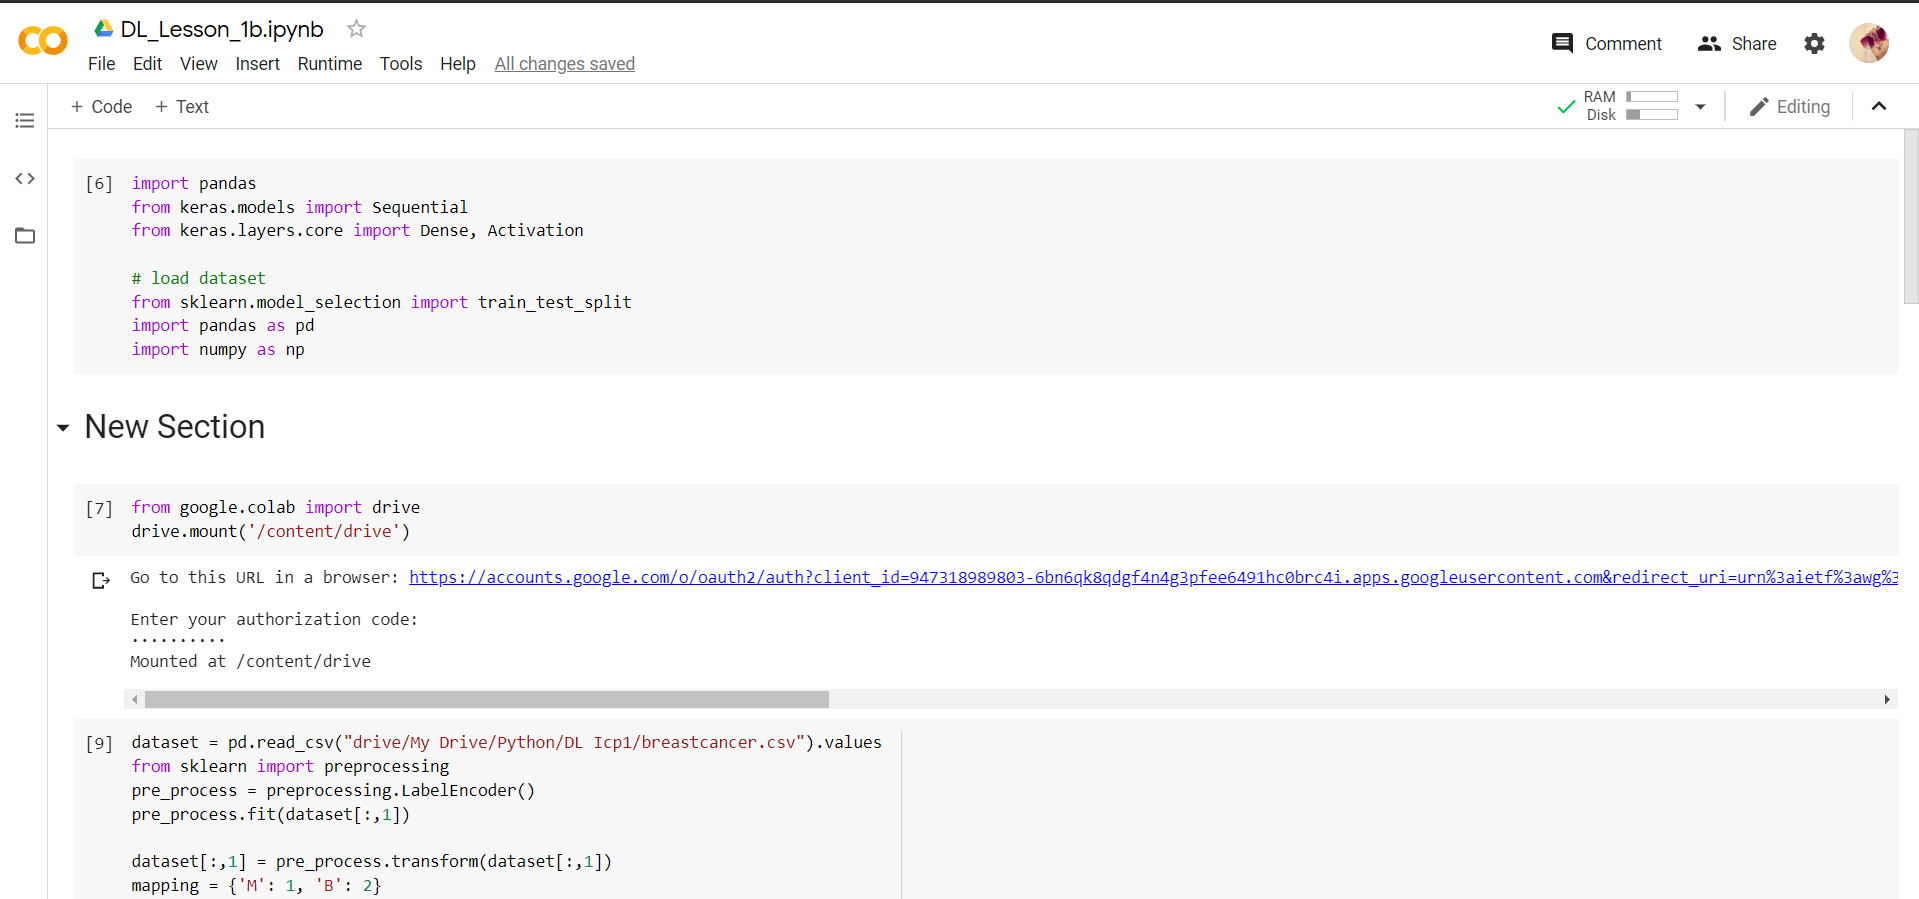 DL_Lesson_1b.ipynb
Comment
Share
File Edit View Insert Runtime Tools Help All changes saved
+ Code + Text
RAM
Disk
Editing
[6] import pandas
from keras.models import Sequential
from keras.layers.core import Dense, Activation
# load dataset
from sklearn.model_selection import train_test_split
import pandas as pd
import numpy as np
New Section
[7] from google.colab import drive
drive.mount('/content/drive')
Go to this URL in a browser: https://accounts.google.com/o/oauth2/auth?client_id=947318989803-6bn6qk8qdgf4n4g3pfee6491hc0brc4i.apps.googleusercontent.com&redirect_uri=urn%3aietf%3awg%3
Enter your authorization code:
··········
Mounted at /content/drive
[9] dataset = pd.read_csv("drive/My Drive/Python/DL Icp1/breastcancer.csv").values
from sklearn import preprocessing
pre_process = preprocessing.LabelEncoder()
pre_process.fit(dataset[:,1])
dataset[:,1] = pre_process.transform(dataset[:,1])
mapping = {'M': 1, 'B': 2}